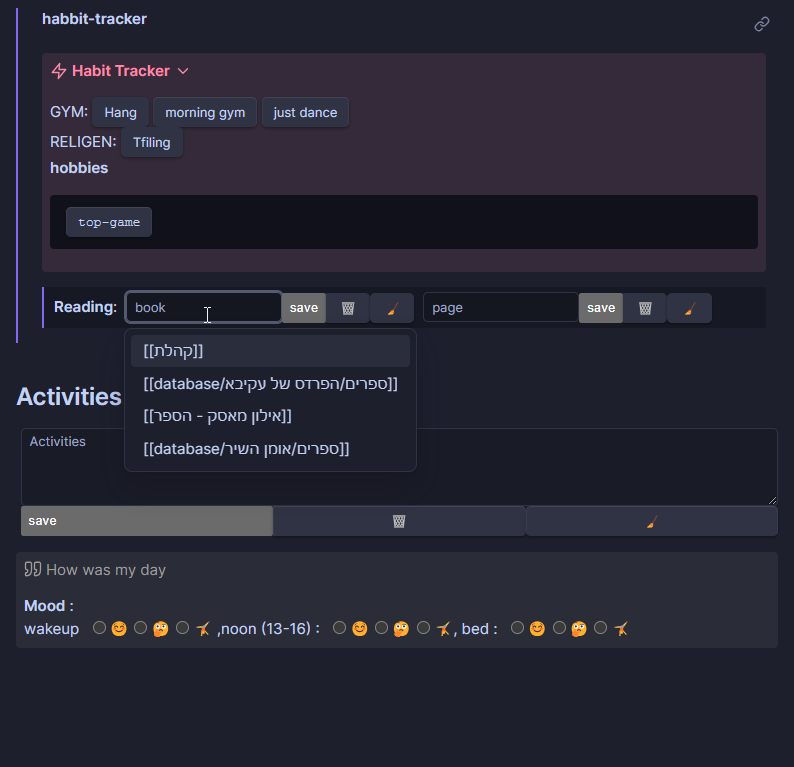 habbit-tracker
Habit Tracker
GYM: Hang morning gym just dance
RELIGEN: Tfiling
hobbies
top-game
Reading: book save page save
[[קהלת]]
[[database/ספרים/הפרדס של עקיבא]]
[[אילון מאסק - הספר]]
[[database/ספרים/אומן השיר]]
Activities
Activities
save
How was my day
Mood :
wakeup 😊 🤔 🤸 ,noon (13-16) : 😊 🤔 🤸 , bed : 😊 🤔 🤸